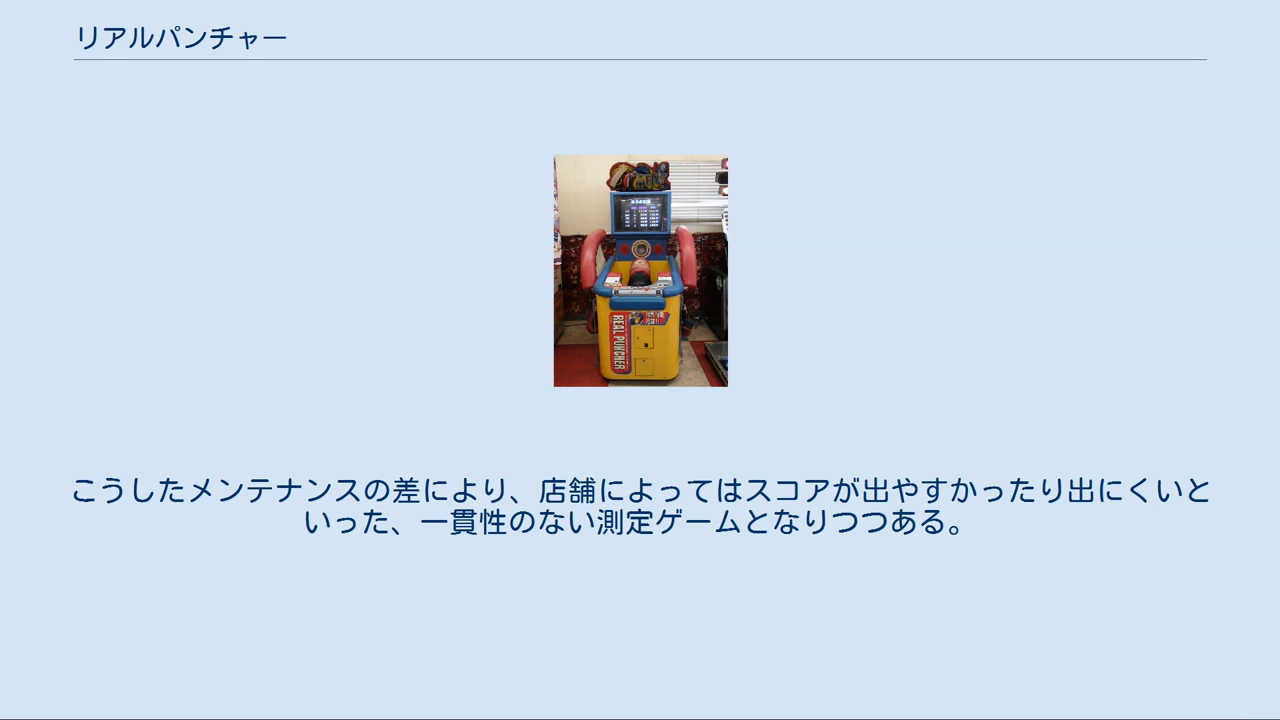 リアルパンチャー
REAL PUNCHER
こうしたメンテナンスの差により、店舗によってはスコアが出やすかったり出にくいと
いった、一貫性のない測定ゲームとなりつつある。